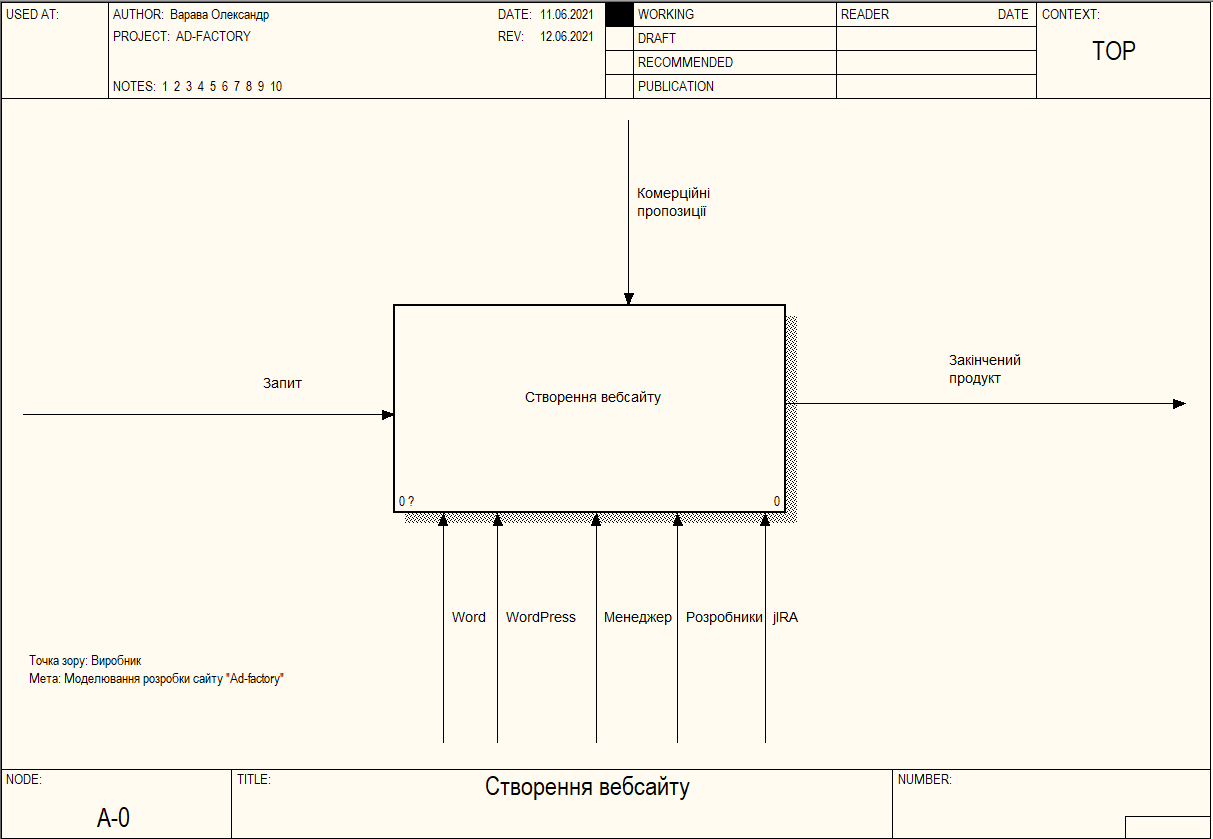 USED AT:
AUTHOR: Варава Олександр
DATE: 11.06.2021
PROJECT: AD-FACTORY
REV: 12.06.2021
NOTES: 1 2 3 4 5 6 7 8 9 10
WORKING
DRAFT
RECOMMENDED
PUBLICATION
READER DATE
CONTEXT:
TOP
Комерційні
пропозиції
Запит
Створення вебсайту
0 ?
0
Закінчений
продукт
Word
WordPress
Менеджер
Розробники
jIRA
Точка зору: Виробник
Мета: Моделювання розробки сайту "Ad-factory"
NODE:
A-0
TITLE:
Створення вебсайту
NUMBER: